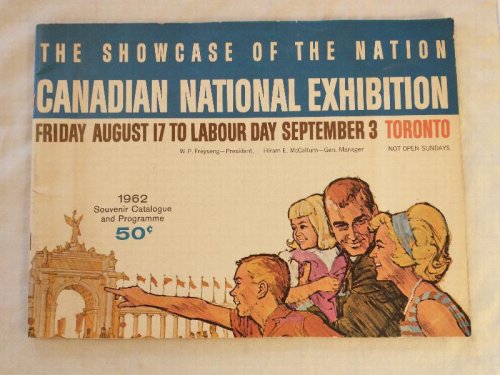 THE SHOWCASE OF THE NATION
CANADIAN NATIONAL EXHIBITION
FRIDAY AUGUST 17 TO LABOUR DAY SEPTEMBER 3 TORONTO
W. P. Freyseng—President, Hiram E. McCallum—Gen. Manager NOT OPEN SUNDAYS
1962
Souvenir Catalogue
and Programme
50¢